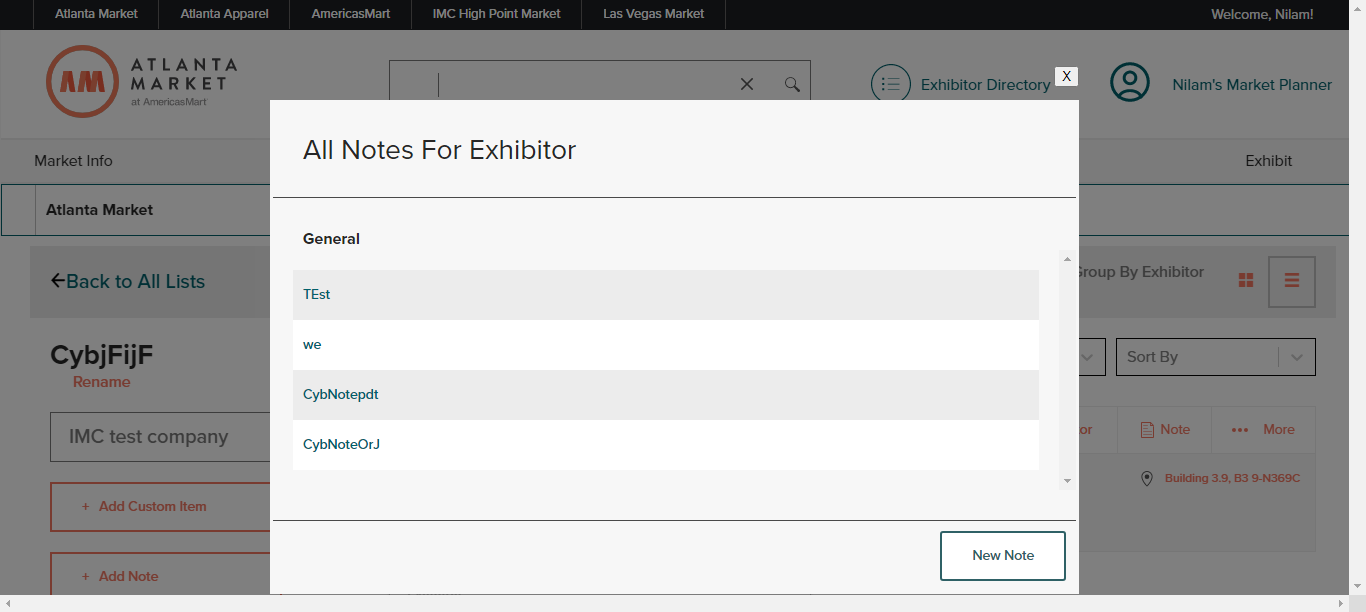 Atlanta Market
Atlanta Apparel
AmericasMart
IMC High Point Market
Las Vegas Market
Welcome, Nilam!
AM
ATLANTA
MARKET
at AmericasMart
Exhibitor Directory
X
Nilam's Market Planner
Market Info
Exhibit
Atlanta Market
All Notes For Exhibitor
General
TEst
we
CybNotepdt
CybNoteOrJ
New Note
Back to All Lists
Group By Exhibitor
CybjFijF
Rename
Sort By
IMC test company
or
Note
More
Building 3.9, B3 9-N369C
+ Add Custom Item
+ Add Note